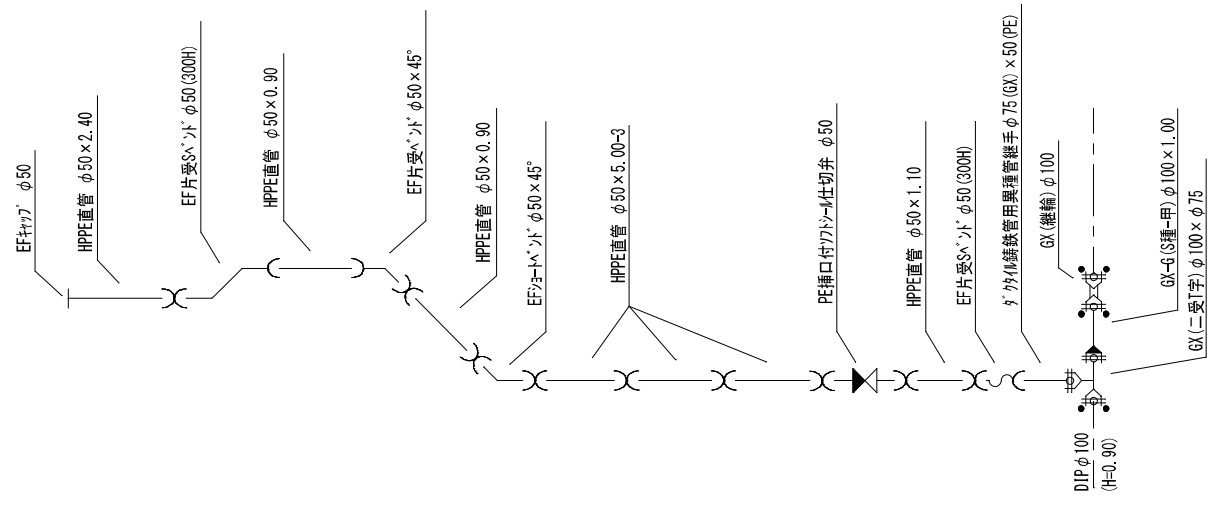 EFｷｬｯﾌﾟ φ50
HPPE直管 φ50×2.40
EF片受Sﾍﾞﾝﾄﾞ φ50(300H)
HPPE直管 φ50×0.90
EF片受ﾍﾞﾝﾄﾞ φ50×45°
HPPE直管 φ50×0.90
EFｼｮｰﾄﾍﾞﾝﾄﾞ φ50×45°
HPPE直管 φ50×5.00-3
PE挿口付ｿﾌﾄｼｰﾙ仕切弁 φ50
HPPE直管 φ50×1.10
EF片受Sﾍﾞﾝﾄﾞ φ50(300H)
ﾀﾞｸﾀｲﾙ鋳鉄管用異種管継手 φ75(GX)×50(PE)
GX(継輪) φ100
GX-G(S種-甲) φ100×1.00
GX(二受T字) φ100×φ75
DIPφ100
(H=0.90)